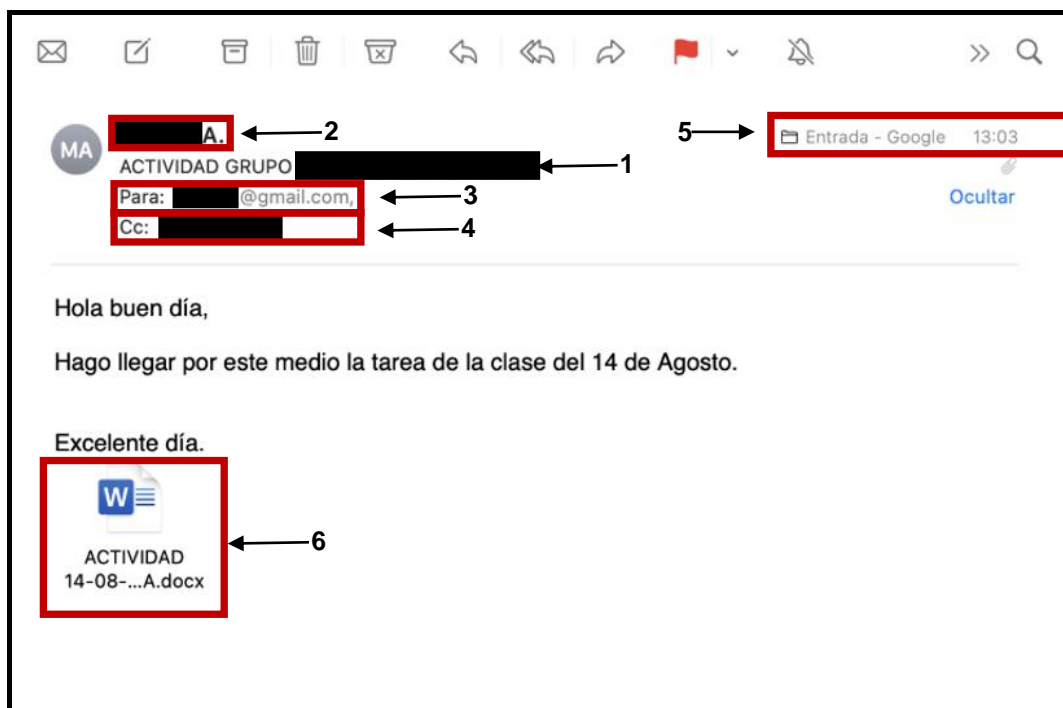 A.
2
5
Entrada - Google 13:03
MA
ACTIVIDAD GRUPO
1
Para: @gmail.com,
3
Ocultar
Cc:
4
Hola buen día,
Hago llegar por este medio la tarea de la clase del 14 de Agosto.
Excelente día.
W
ACTIVIDAD
14-08-...A.docx
6